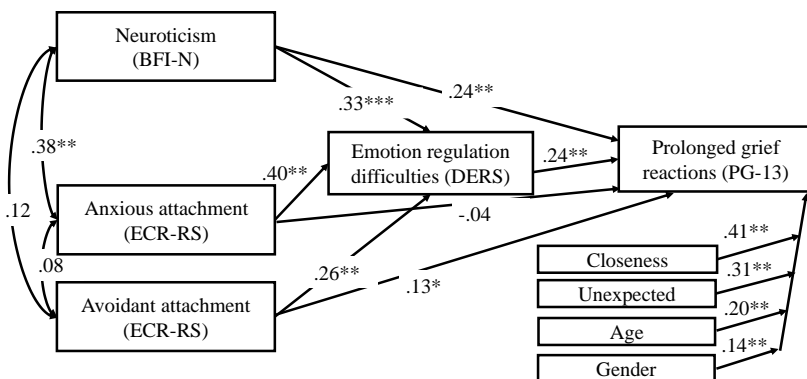 Neuroticism
(BFI-N)
.24**
.33***
.38**
Emotion regulation
difficulties (DERS)
.24**
Prolonged grief
reactions (PG-13)
.40**
.12
Anxious attachment
(ECR-RS)
-.04
.41**
Closeness
.08
.26**
.13*
.31**
Unexpected
Avoidant attachment
(ECR-RS)
.20**
Age
.14**
Gender